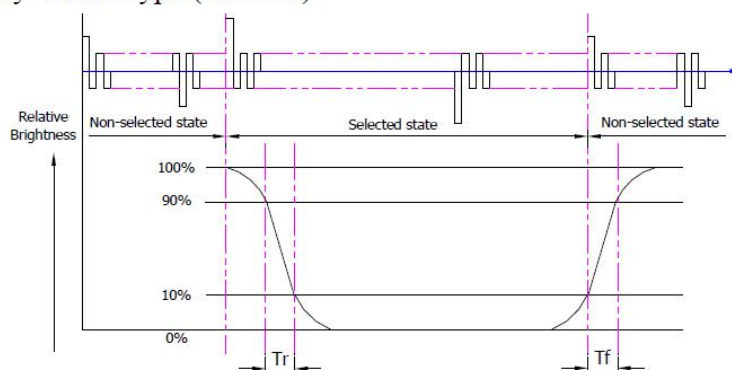 Relative
Brightness
Non-selected state
Selected state
Non-selected state
100%
90%
10%
0%
Tr
Tf